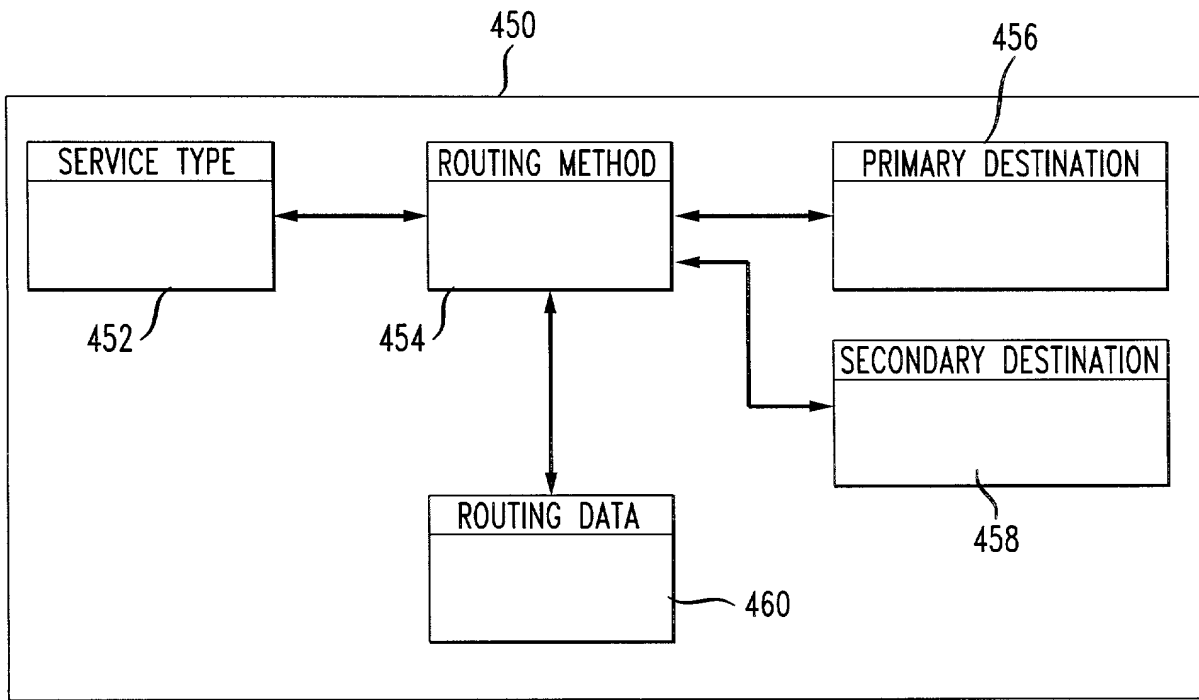 450
456
SERVICE TYPE
ROUTING METHOD
PRIMARY DESTINATION
452
454
SECONDARY DESTINATION
ROUTING DATA
458
460